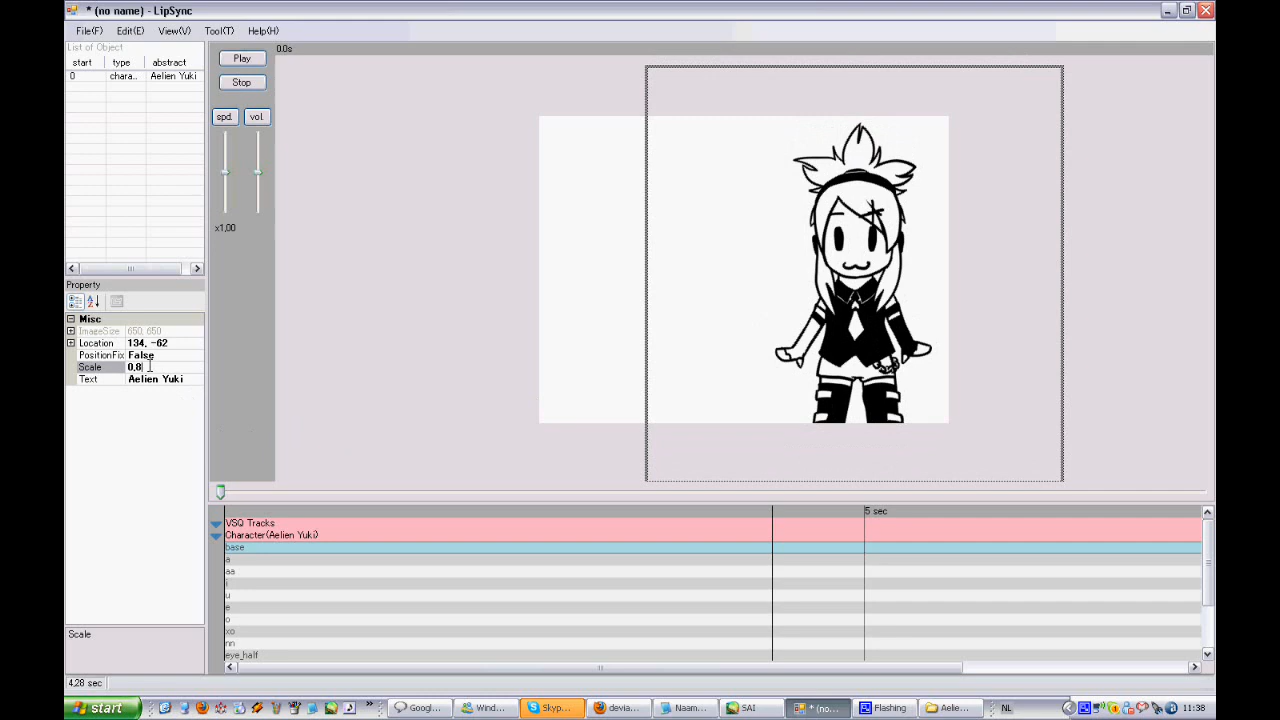 * (no name) - LipSync
File(F) Edit(E) View(V) Tool(T) Help(H)
List of Object
start type abstract
0 chara.. Aelien Yuki
0.0s
Play
Stop
spd. vol.
x1,00
Property
Misc
ImageSize 650; 650
Location 134; -62
PositionFix False
Scale 0,8
Text Aelien Yuki
Scale
5 sec
VSQ Tracks
Character(Aelien Yuki)
base
a
aa
i
u
e
o
xo
nn
eye_half
4,28 sec
start
Googl...
Wind...
Skyp...
devia...
Naam...
SAI
* (no...
Flashing
Aelie...
NL
11:38